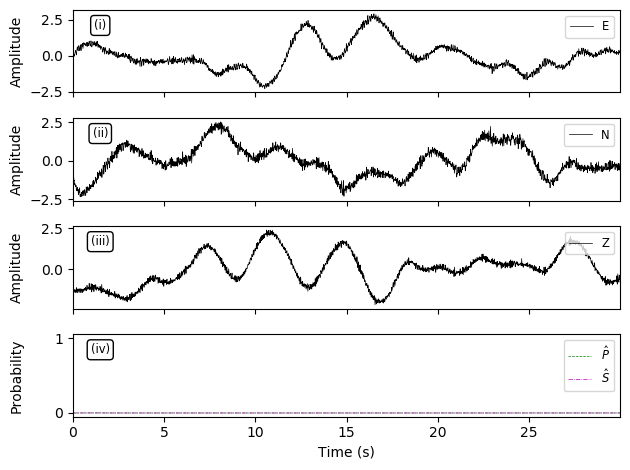 Amplitude
2.5
0.0
−2.5
(i)
E
Amplitude
2.5
0.0
−2.5
(ii)
N
Amplitude
2.5
0.0
(iii)
Z
Probability
1
0
(iv)
P̂
Ŝ
0 5 10 15 20 25
Time (s)